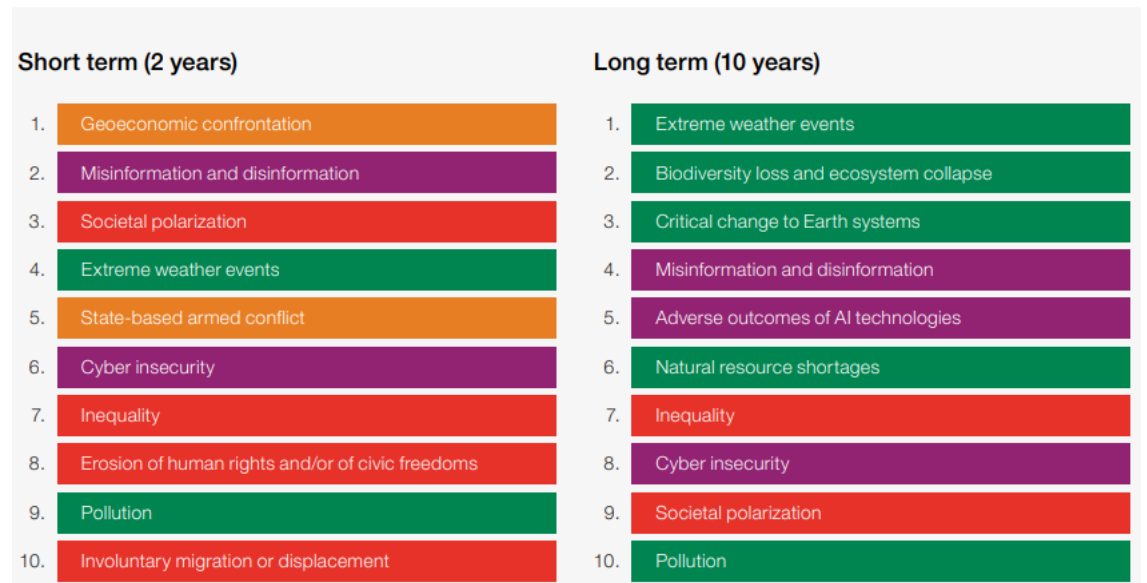 Short term (2 years)
1. Geoeconomic confrontation
2. Misinformation and disinformation
3. Societal polarization
4. Extreme weather events
5. State-based armed conflict
6. Cyber insecurity
7. Inequality
8. Erosion of human rights and/or of civic freedoms
9. Pollution
10. Involuntary migration or displacement
Long term (10 years)
1. Extreme weather events
2. Biodiversity loss and ecosystem collapse
3. Critical change to Earth systems
4. Misinformation and disinformation
5. Adverse outcomes of AI technologies
6. Natural resource shortages
7. Inequality
8. Cyber insecurity
9. Societal polarization
10. Pollution